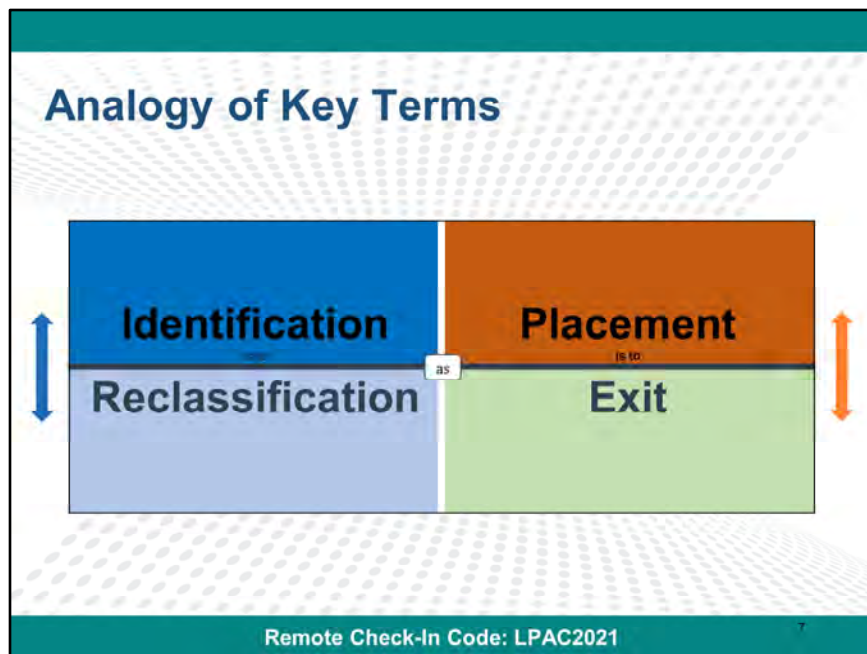 Analogy of Key Terms
Identification
Placement
is to
as
Reclassification
Exit
Remote Check-In Code: LPAC2021
7